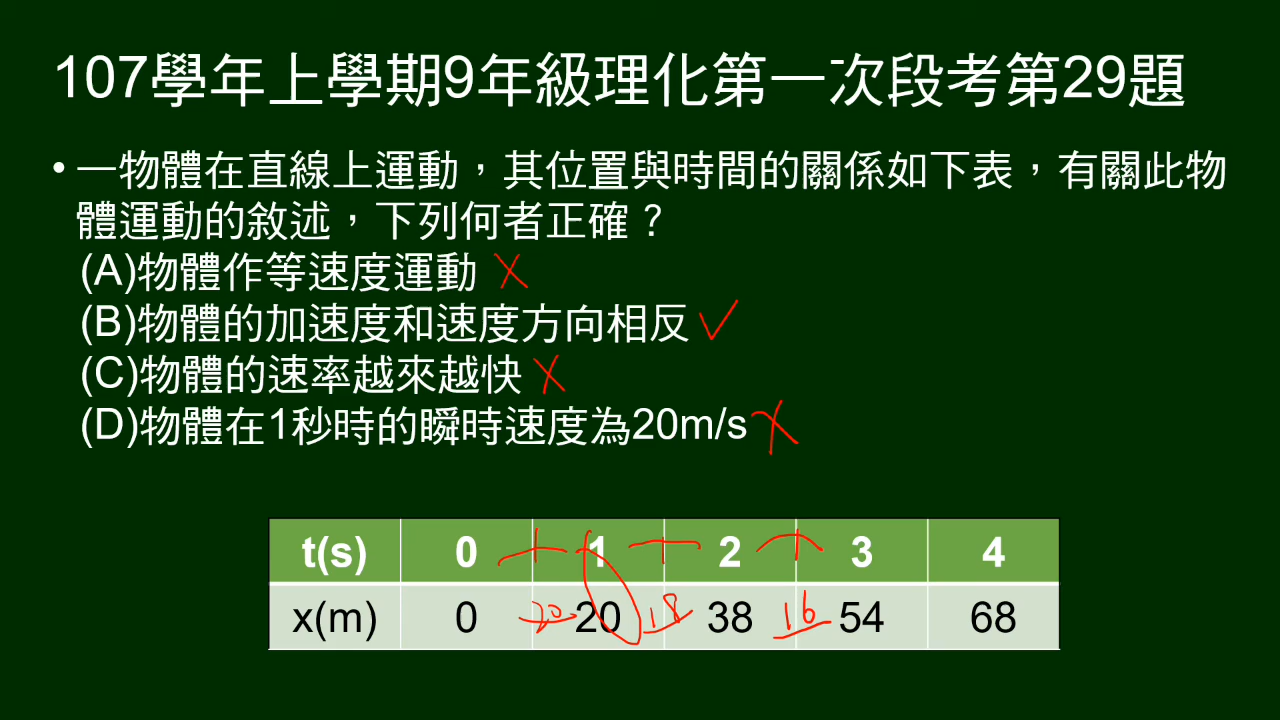 107學年上學期9年級理化第一次段考第29題
• 一物體在直線上運動，其位置與時間的關係如下表，有關此物
體運動的敘述，下列何者正確？
(A)物體作等速度運動 X
(B)物體的加速度和速度方向相反 ✓
(C)物體的速率越來越快 X
(D)物體在1秒時的瞬時速度為20m/s X
t(s) 0 1 2 3 4
x(m) 0 20 20 18 38 16 54 68